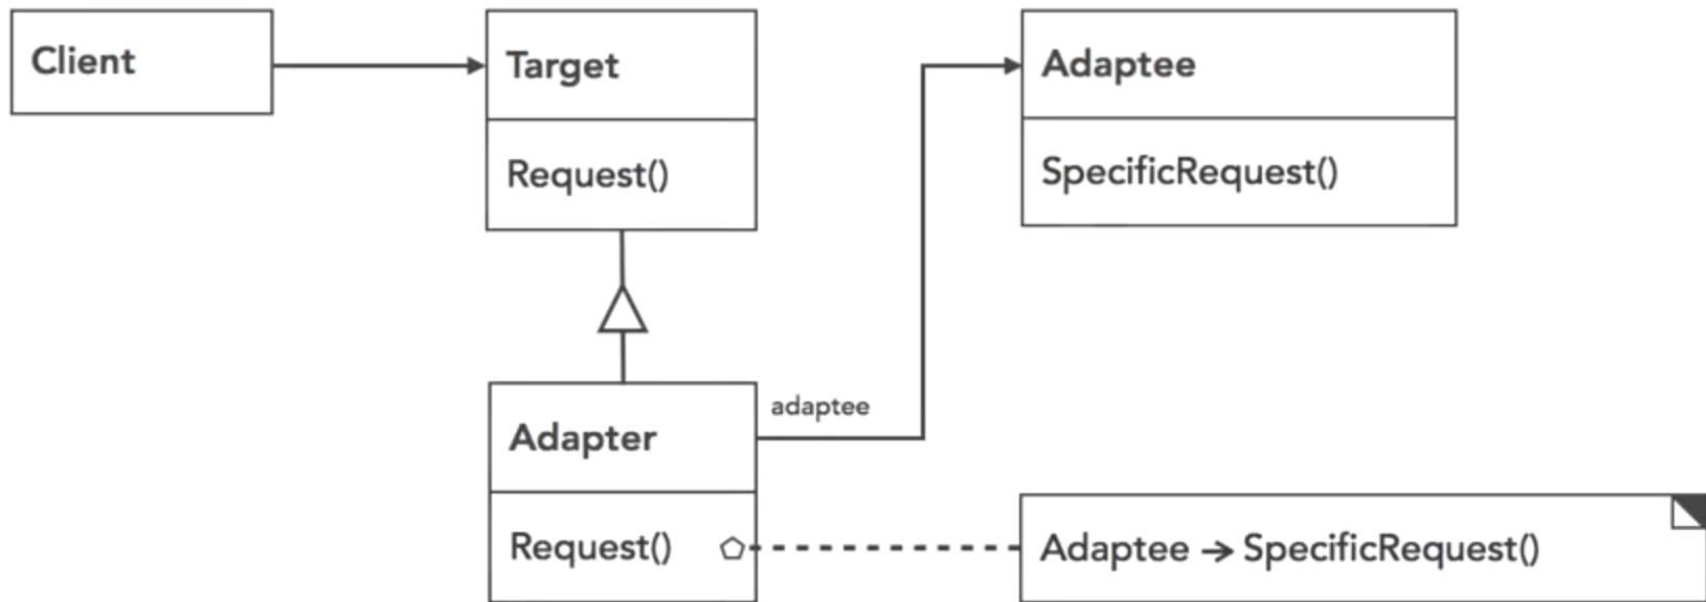 Client
Target
Request()
Adaptee
SpecificRequest()
adaptee
Adapter
Request()
Adaptee → SpecificRequest()